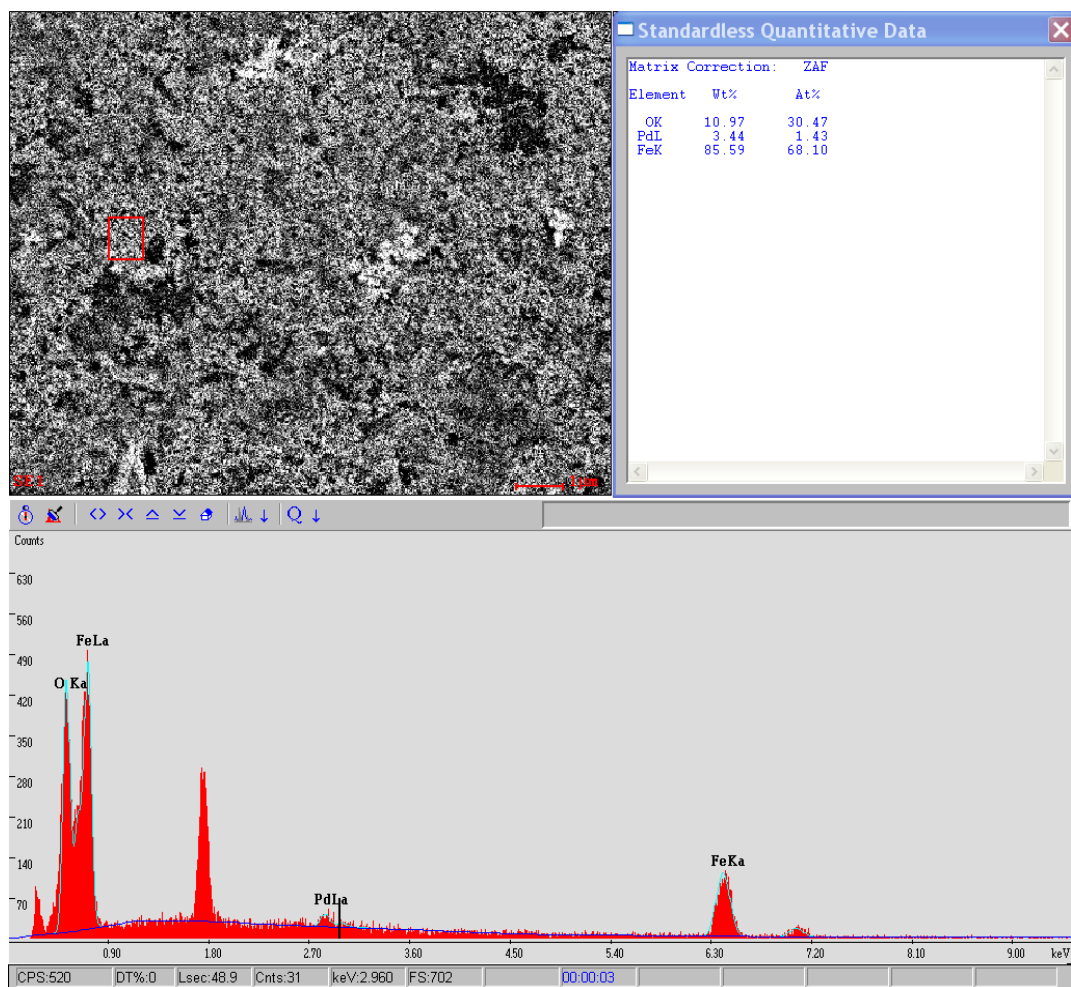 Standardless Quantitative Data
Matrix Correction: ZAF
Element Wt% At%
OK 10.97 30.47
PdL 3.44 1.43
FeK 85.59 68.10
Q
Counts
630
560
490
420
350
280
210
140
70
FeLa
O Ka
PdLa
FeKa
0.90 1.80 2.70 3.60 4.50 5.40 6.30 7.20 8.10 9.00 keV
CPS:520 DT%:0 Lsec:48.9 Cnts:31 keV:2.960 FS:702 00:00:03